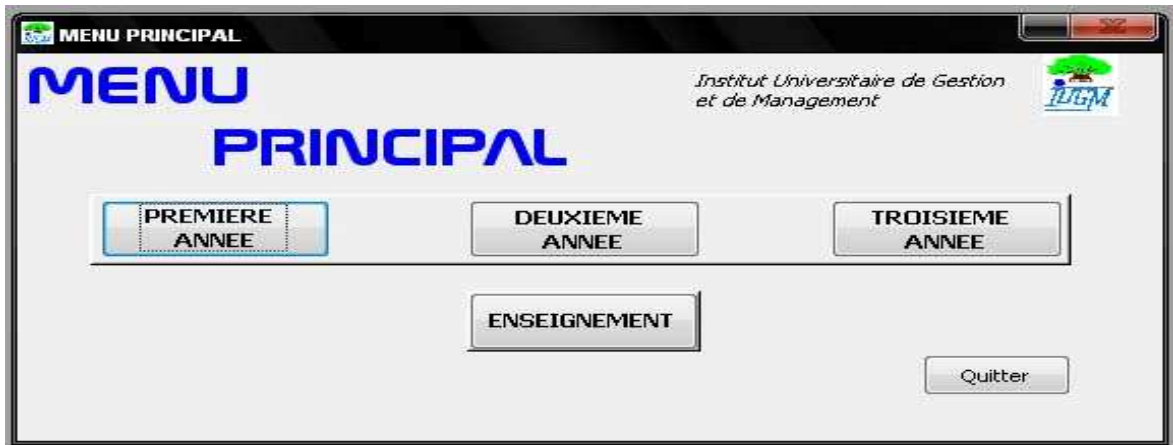 MENU PRINCIPAL
MENU
PRINCIPAL
Institut Universitaire de Gestion
et de Management
IUGM
PREMIERE
ANNEE
DEUXIEME
ANNEE
TROISIEME
ANNEE
ENSEIGNEMENT
Quitter